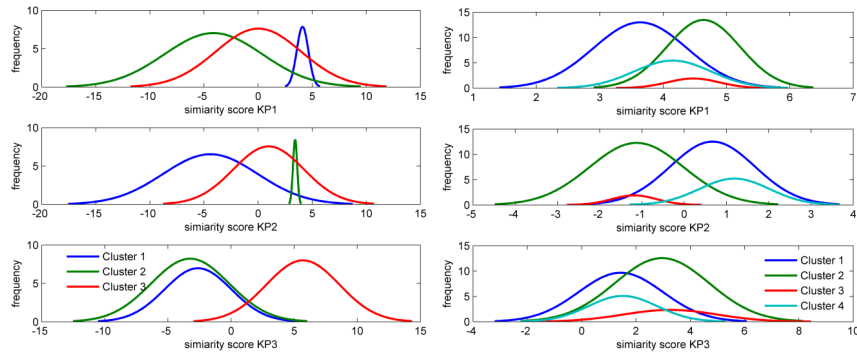 10
5
0
frequency
-20 -15 -10 -5 0 5 10 15
simiarity score KP1
15
10
5
0
frequency
1 2 3 4 5 6 7
simiarity score KP1
10
5
0
frequency
-20 -15 -10 -5 0 5 10 15
simiarity score KP2
15
10
5
0
frequency
-5 -4 -3 -2 -1 0 1 2 3 4
simiarity score KP2
10
5
0
frequency
Cluster 1
Cluster 2
Cluster 3
-15 -10 -5 0 5 10 15
simiarity score KP3
15
10
5
0
frequency
Cluster 1
Cluster 2
Cluster 3
Cluster 4
-4 -2 0 2 4 6 8 10
simiarity score KP3